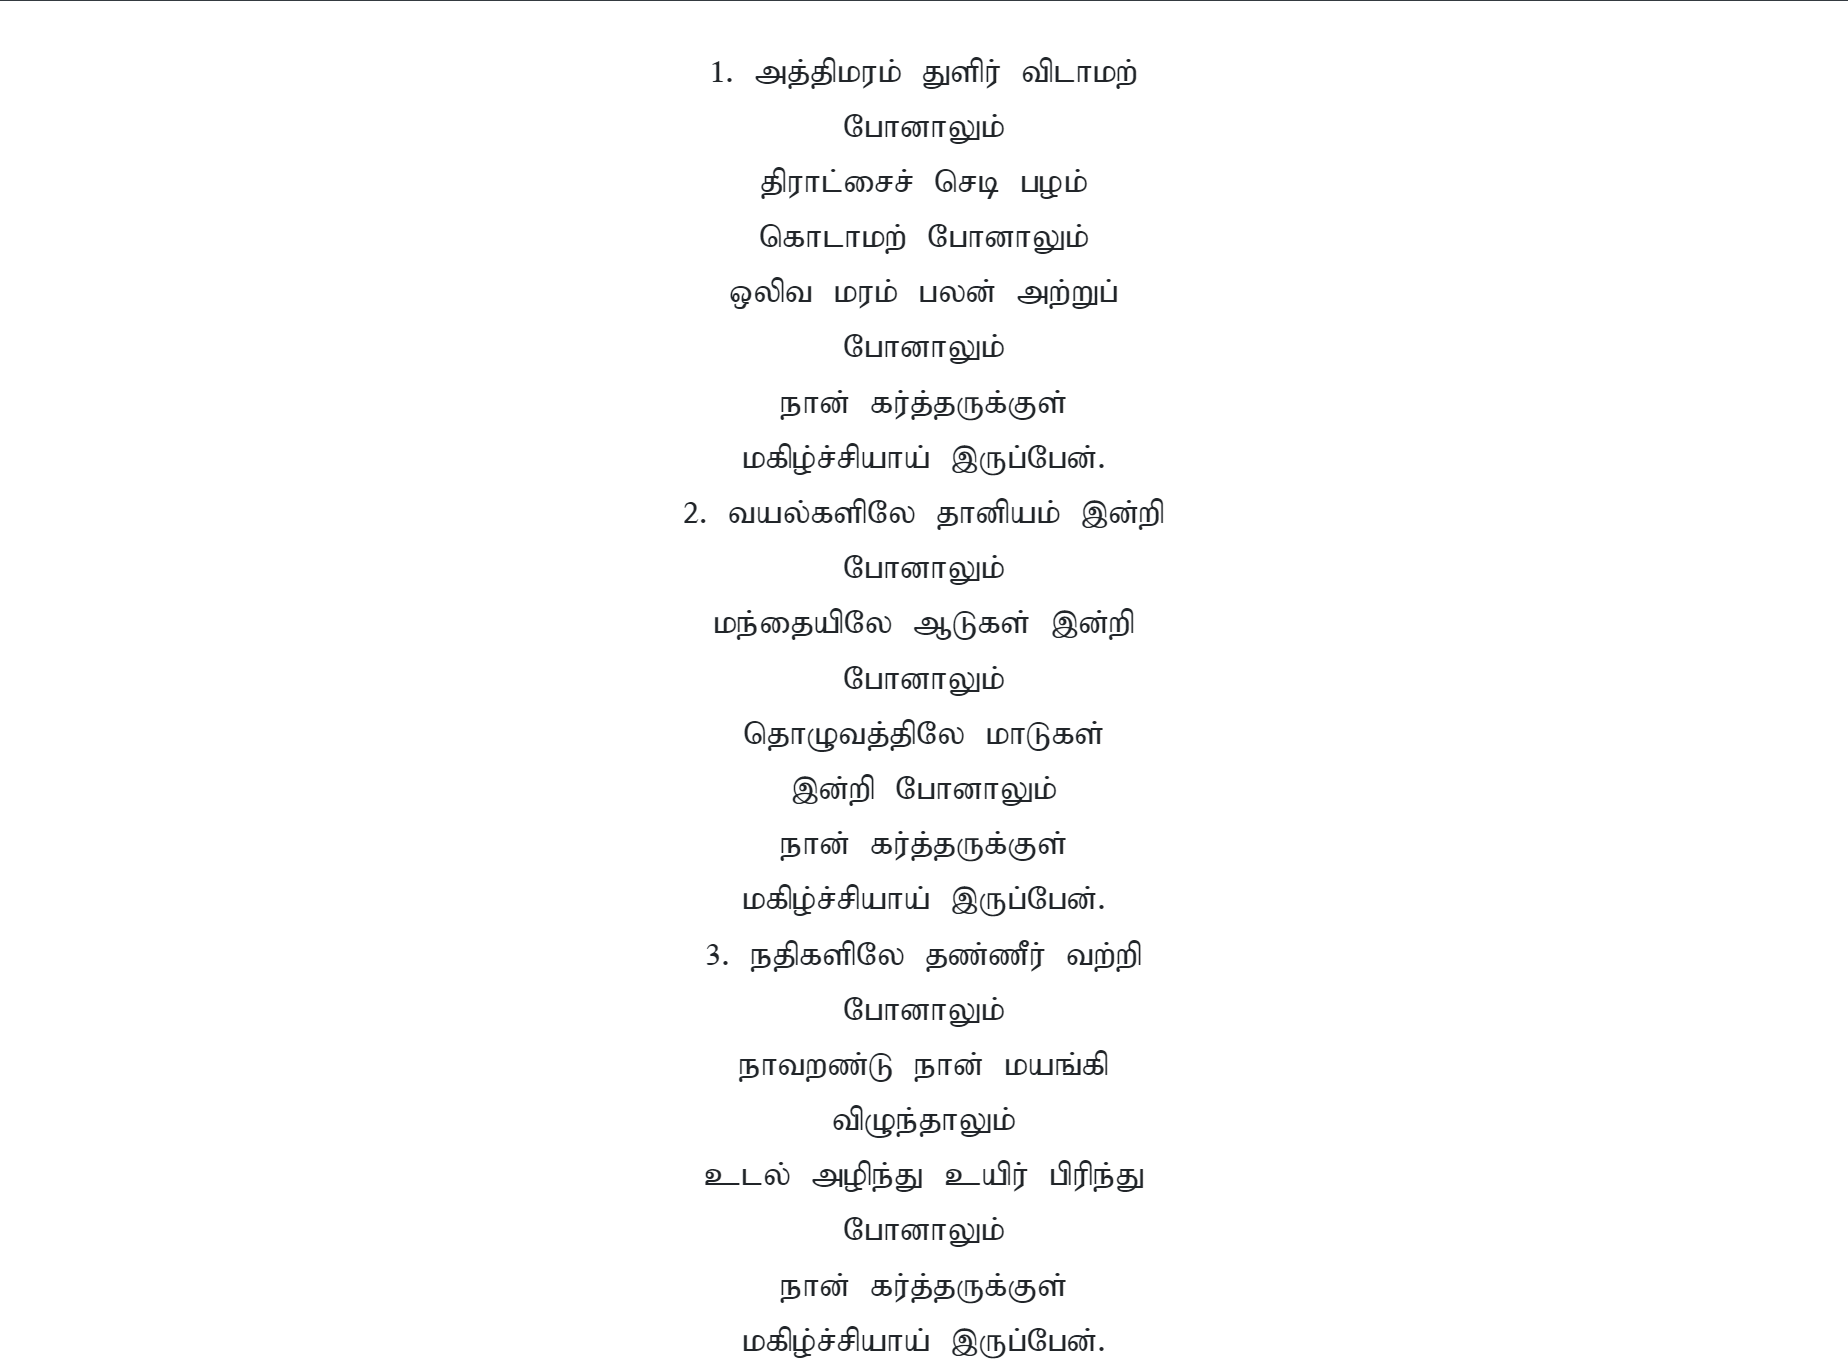 1. அத்திமரம் துளிர் விடாமற்
போனாலும்
திராட்சைச் செடி பழம்
கொடாமற் போனாலும்
ஒலிவ மரம் பலன் அற்றுப்
போனாலும்
நான் கர்த்தருக்குள்
மகிழ்ச்சியாய் இருப்பேன்.
2. வயல்களிலே தானியம் இன்றி
போனாலும்
மந்தையிலே ஆடுகள் இன்றி
போனாலும்
தொழுவத்திலே மாடுகள்
இன்றி போனாலும்
நான் கர்த்தருக்குள்
மகிழ்ச்சியாய் இருப்பேன்.
3. நதிகளிலே தண்ணீர் வற்றி
போனாலும்
நாவறண்டு நான் மயங்கி
விழுந்தாலும்
உடல் அழிந்து உயிர் பிரிந்து
போனாலும்
நான் கர்த்தருக்குள்
மகிழ்ச்சியாய் இருப்பேன்.